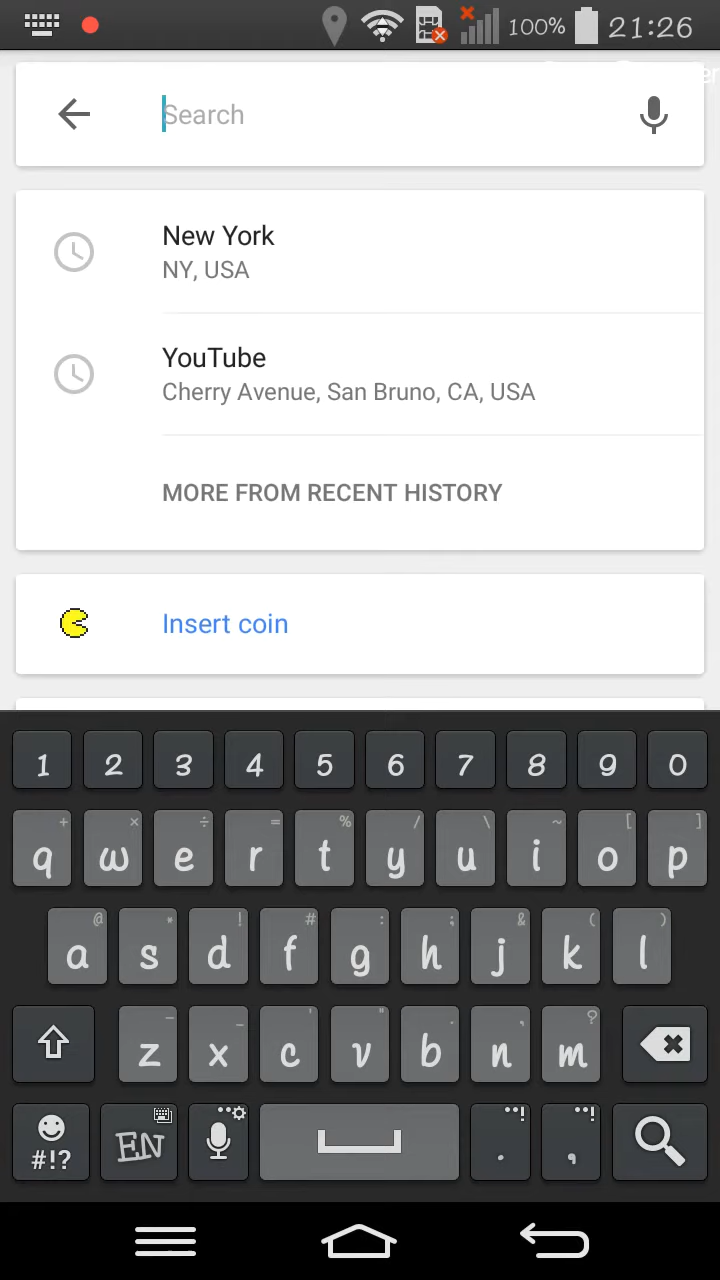 100% 21:26
er
Search
New York
NY, USA
YouTube
Cherry Avenue, San Bruno, CA, USA
MORE FROM RECENT HISTORY
Insert coin
1 2 3 4 5 6 7 8 9 0
+ × ÷ = % / \ ~ [ ]
q w e r t y u i o p
@ * ! # : ; & ( )
a s d f g h j k l
– _ ' " . , ?
z x c v b n m
#!? EN . ,